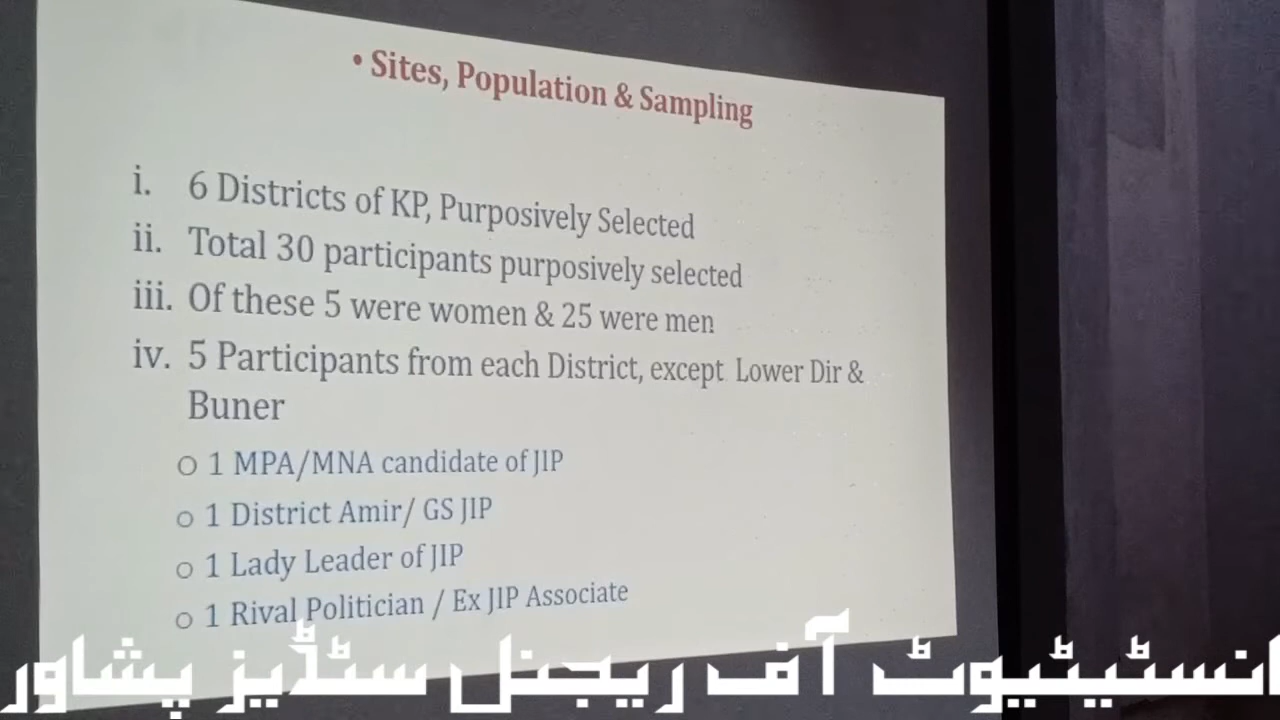 • Sites, Population & Sampling
i. 6 Districts of KP, Purposively Selected
ii. Total 30 participants purposively selected
iii. Of these 5 were women & 25 were men
iv. 5 Participants from each District, except Lower Dir &
Buner
o 1 MPA/MNA candidate of JIP
o 1 District Amir/ GS JIP
o 1 Lady Leader of JIP
o 1 Rival Politician / Ex JIP Associate
انسٹیٹیوٹ آف ریجنل سٹڈیز پشاور